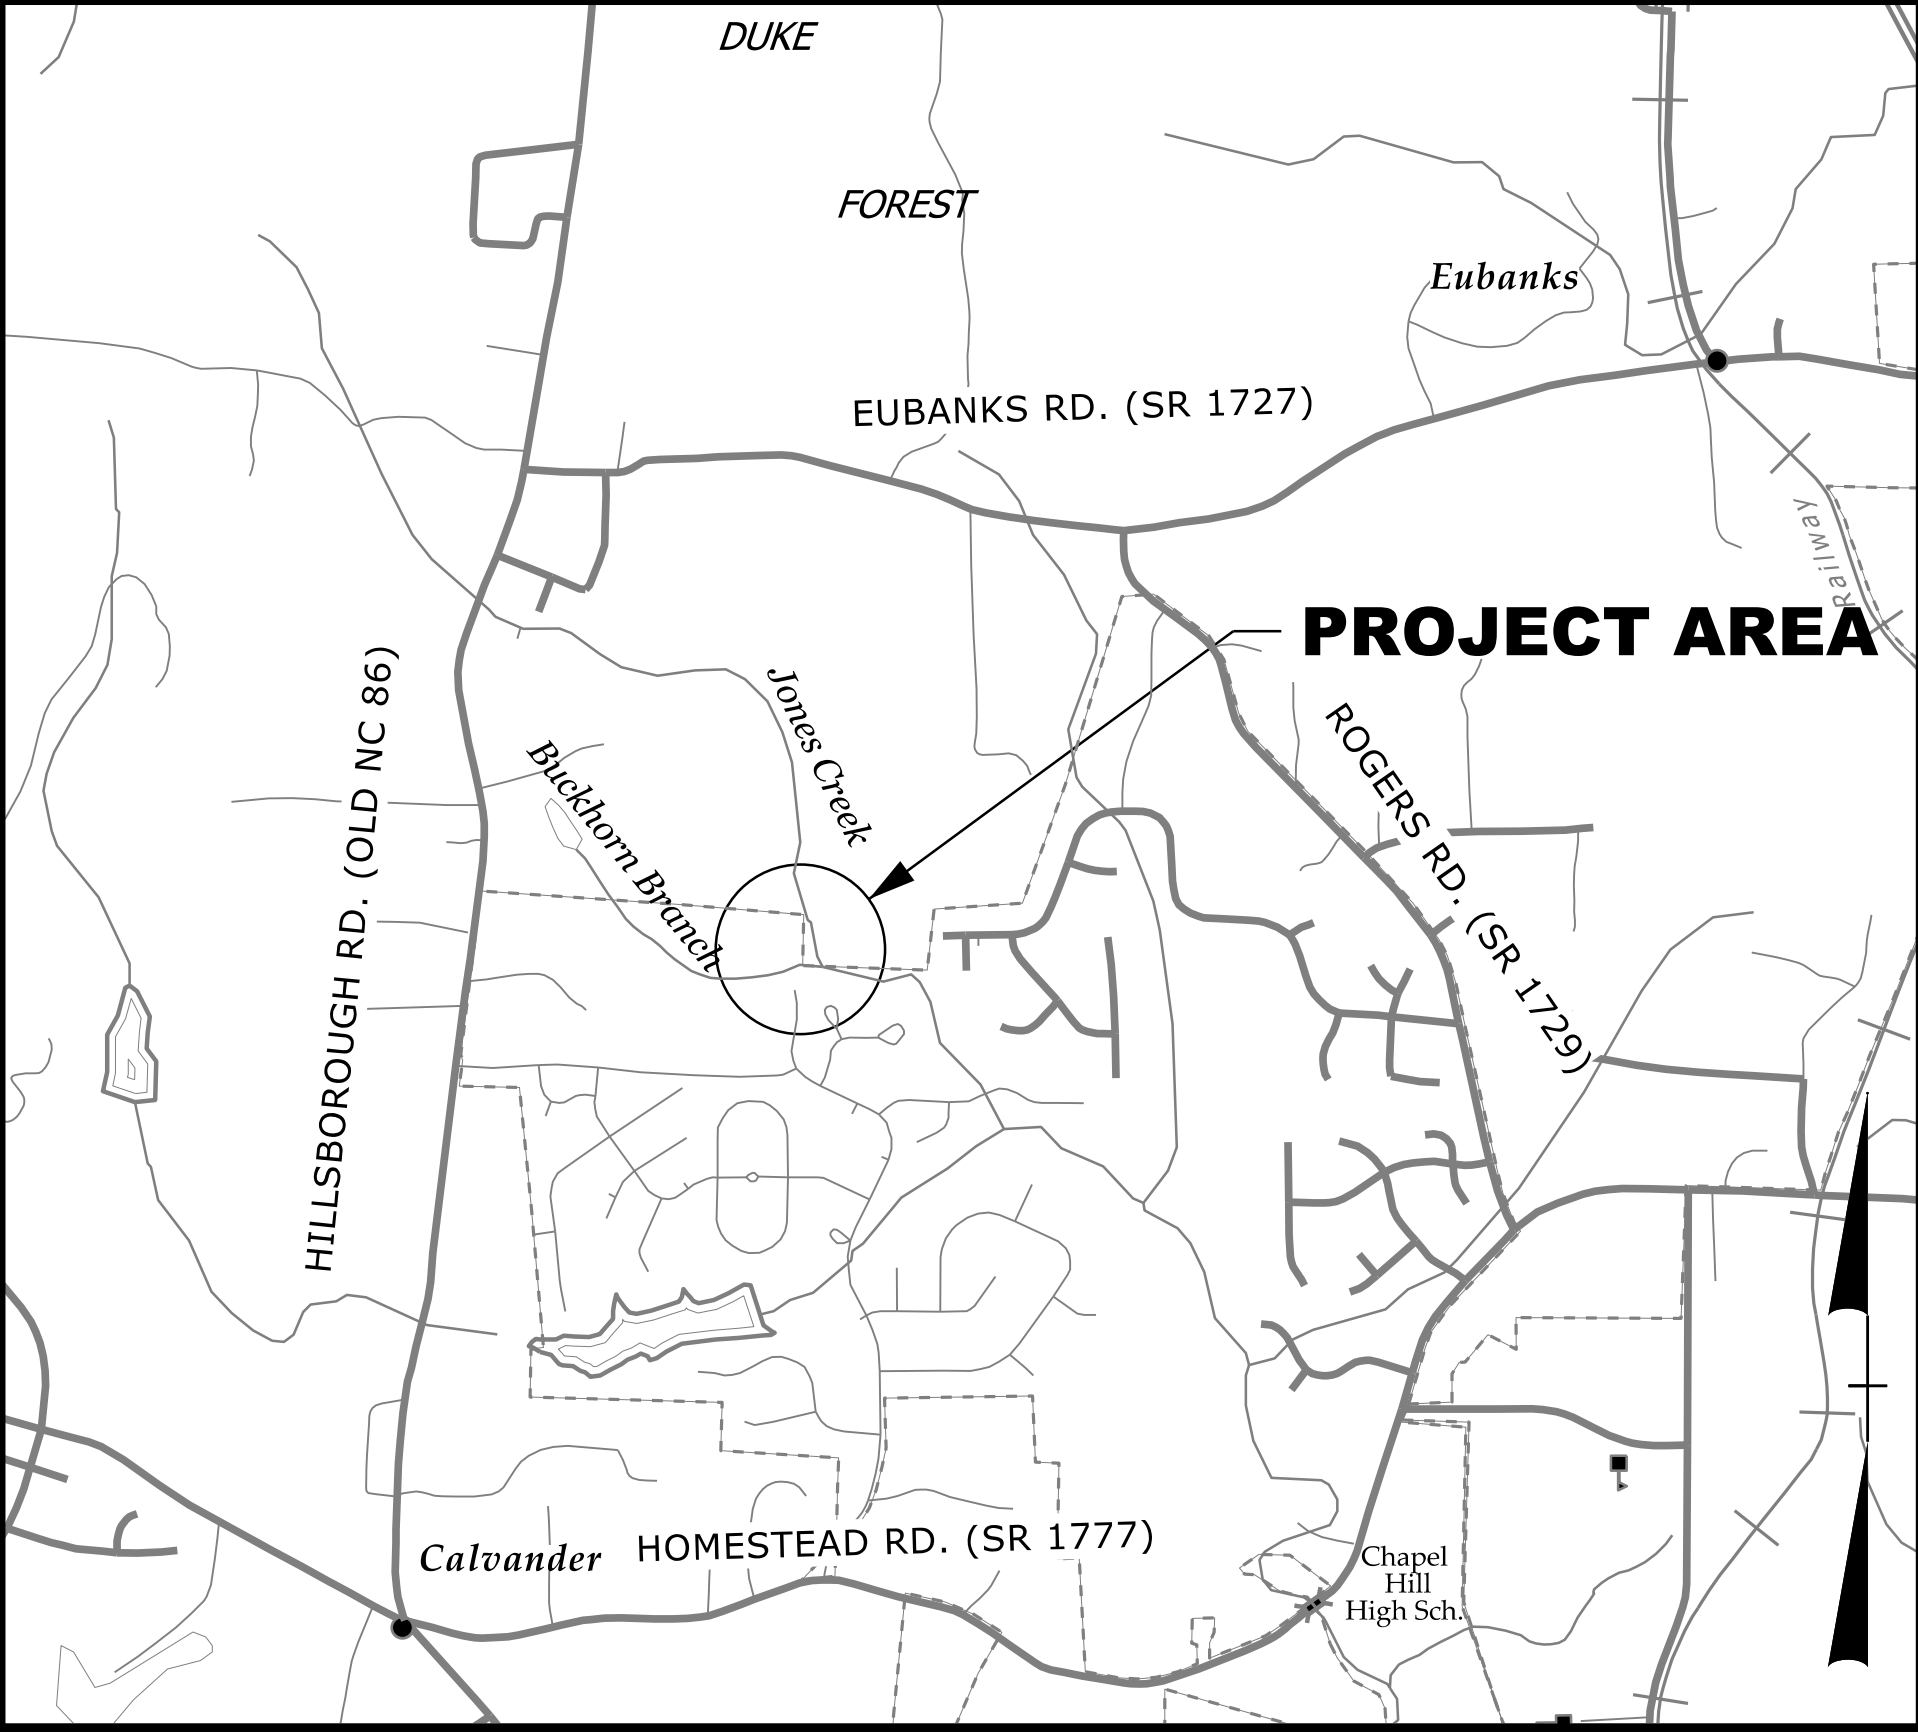 DUKE
FOREST
Eubanks
EUBANKS RD. (SR 1727)
Railway
PROJECT AREA
HILLSBOROUGH RD. (OLD NC 86)
Jones Creek
Buckhorn Branch
ROGERS RD. (SR 1729)
Calvander
HOMESTEAD RD. (SR 1777)
Chapel
Hill
High Sch.